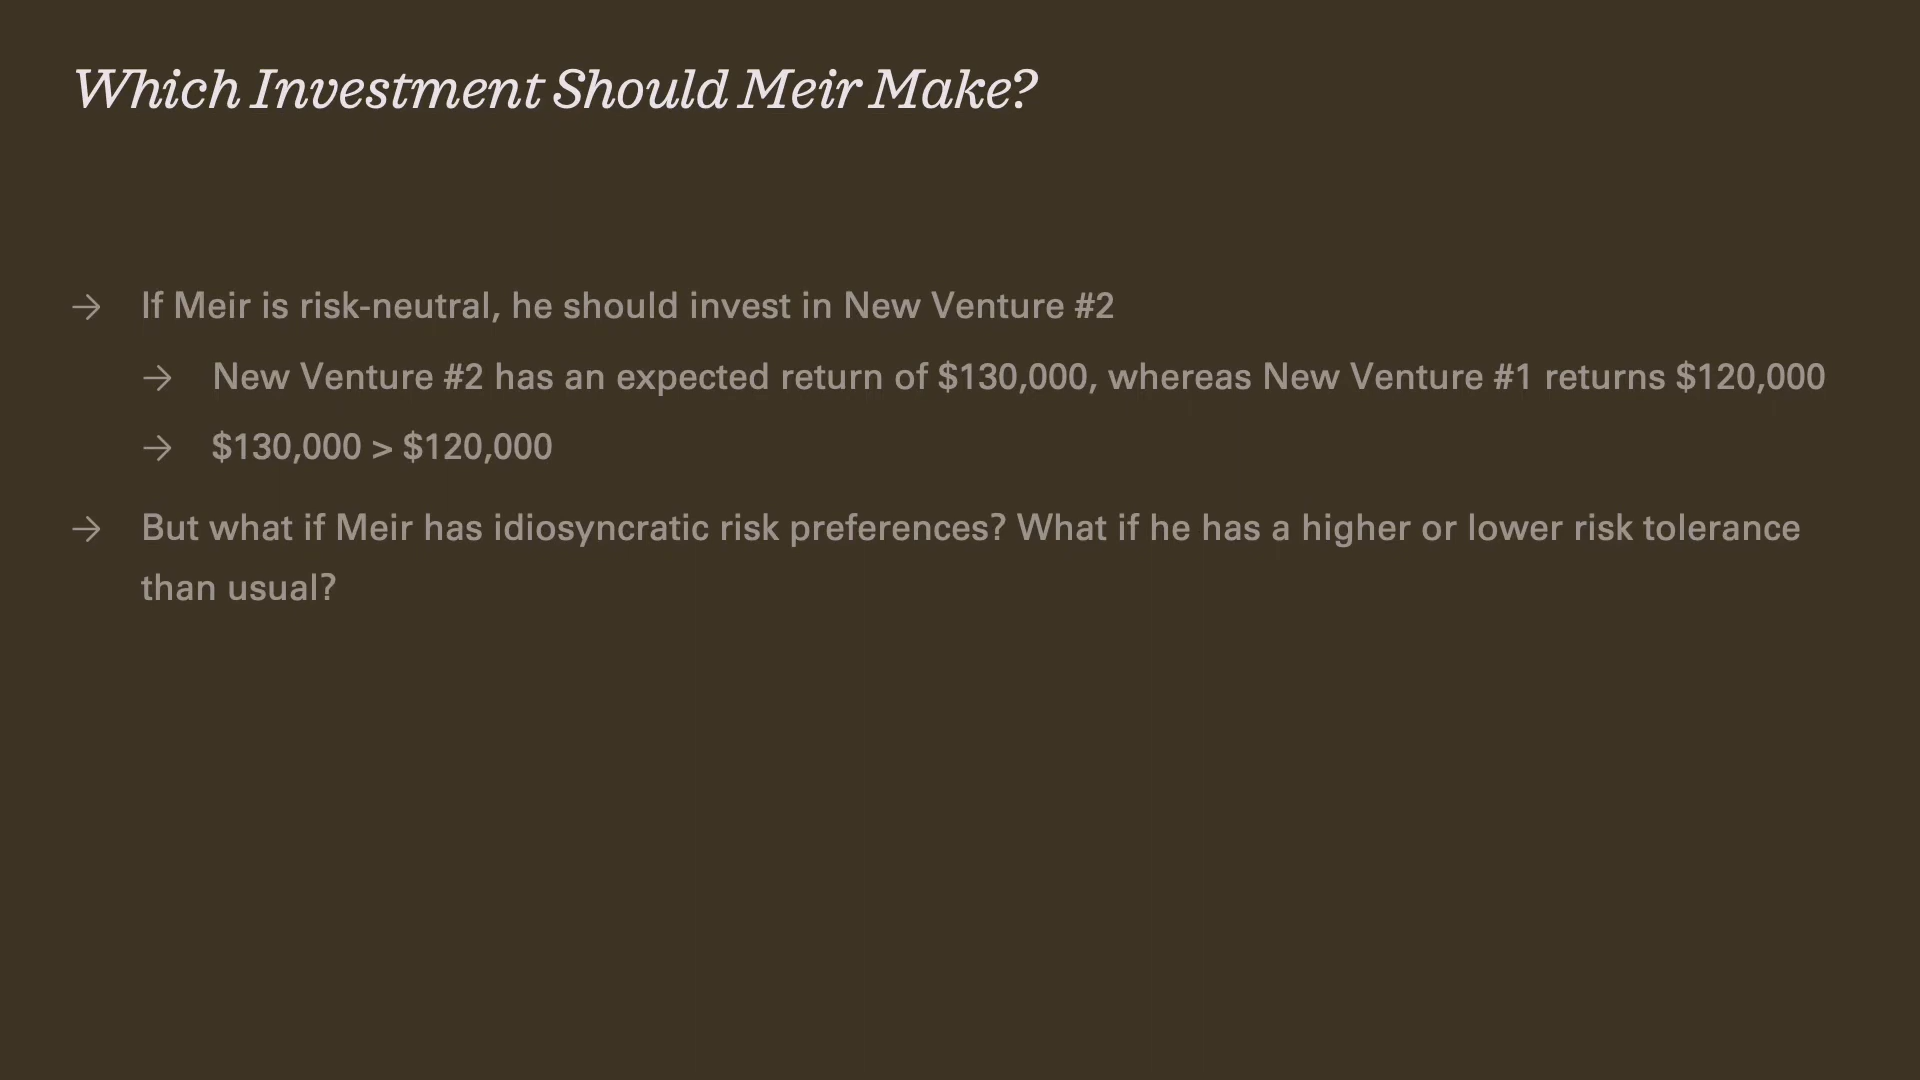 Which Investment Should Meir Make?
→ If Meir is risk-neutral, he should invest in New Venture #2
→ New Venture #2 has an expected return of $130,000, whereas New Venture #1 returns $120,000
→ $130,000 > $120,000
→ But what if Meir has idiosyncratic risk preferences? What if he has a higher or lower risk tolerance
than usual?